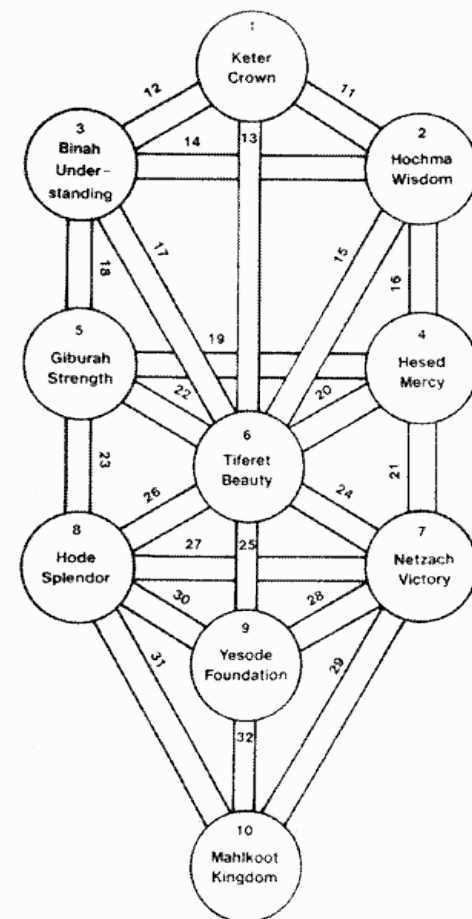 1
Keter
Crown
12
11
3
Binah
Under-
standing
14
13
2
Hochma
Wisdom
17
15
18
16
5
Giburah
Strength
19
4
Hesed
Mercy
22
20
6
Tiferet
Beauty
23
21
26
24
8
Hode
Splendor
27
25
7
Netzach
Victory
30
28
9
Yesode
Foundation
31
29
32
10
Mahlkoot
Kingdom